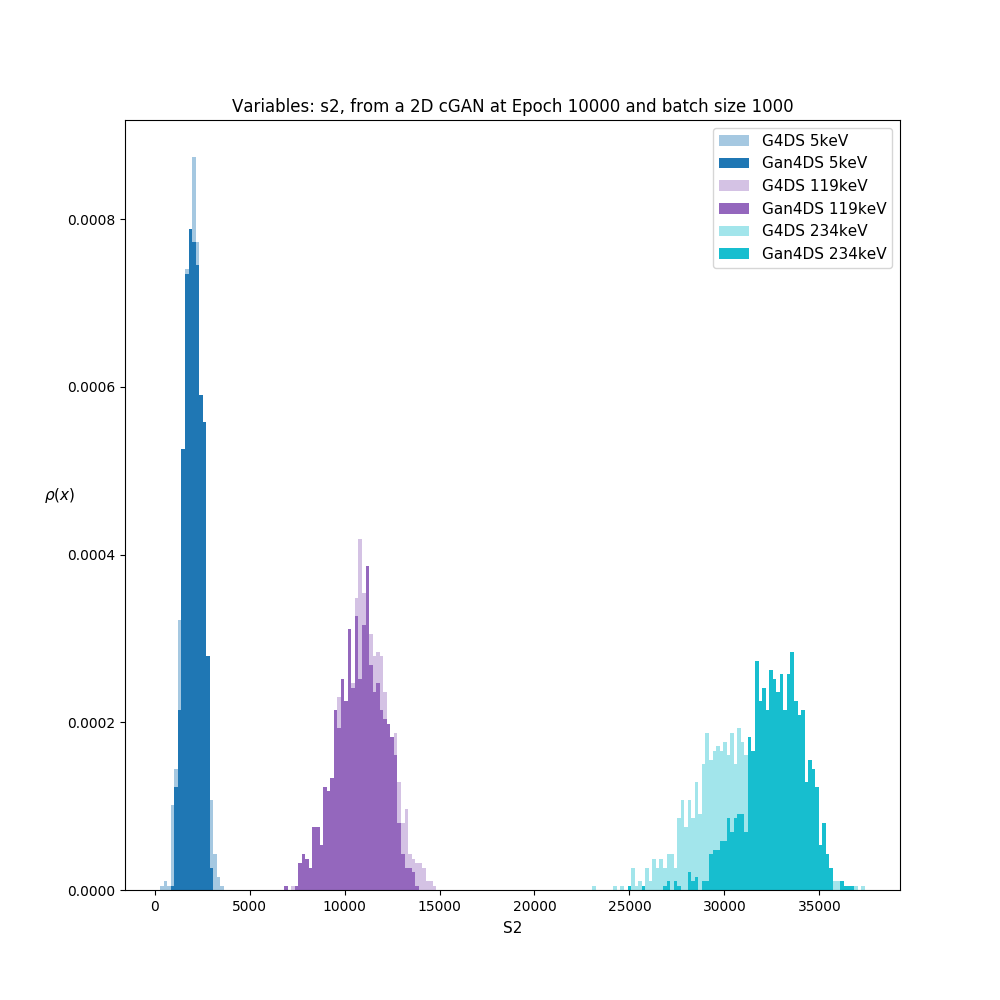 Variables: s2, from a 2D cGAN at Epoch 10000 and batch size 1000
G4DS 5keV
Gan4DS 5keV
G4DS 119keV
Gan4DS 119keV
G4DS 234keV
Gan4DS 234keV
0.0008
0.0006
ρ(x)
0.0004
0.0002
0.0000
0 5000 10000 15000 20000 25000 30000 35000
S2